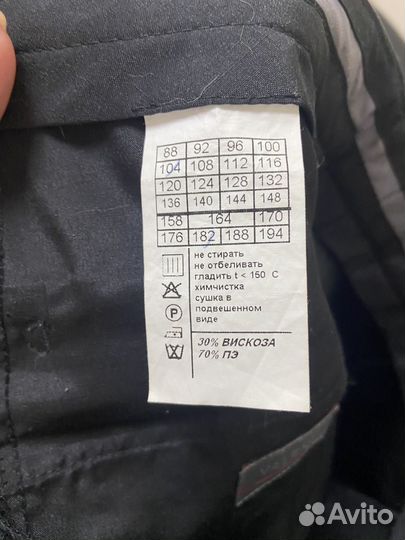 88 92 96 100
104 108 112 116
120 124 128 132
136 140 144 148
158 164 170
176 182 188 194
не стирать
не отбеливать
гладить t < 150 С
химчистка
сушка в
подвешенном
виде
P
30% ВИСКОЗА
70% ПЭ
Avito